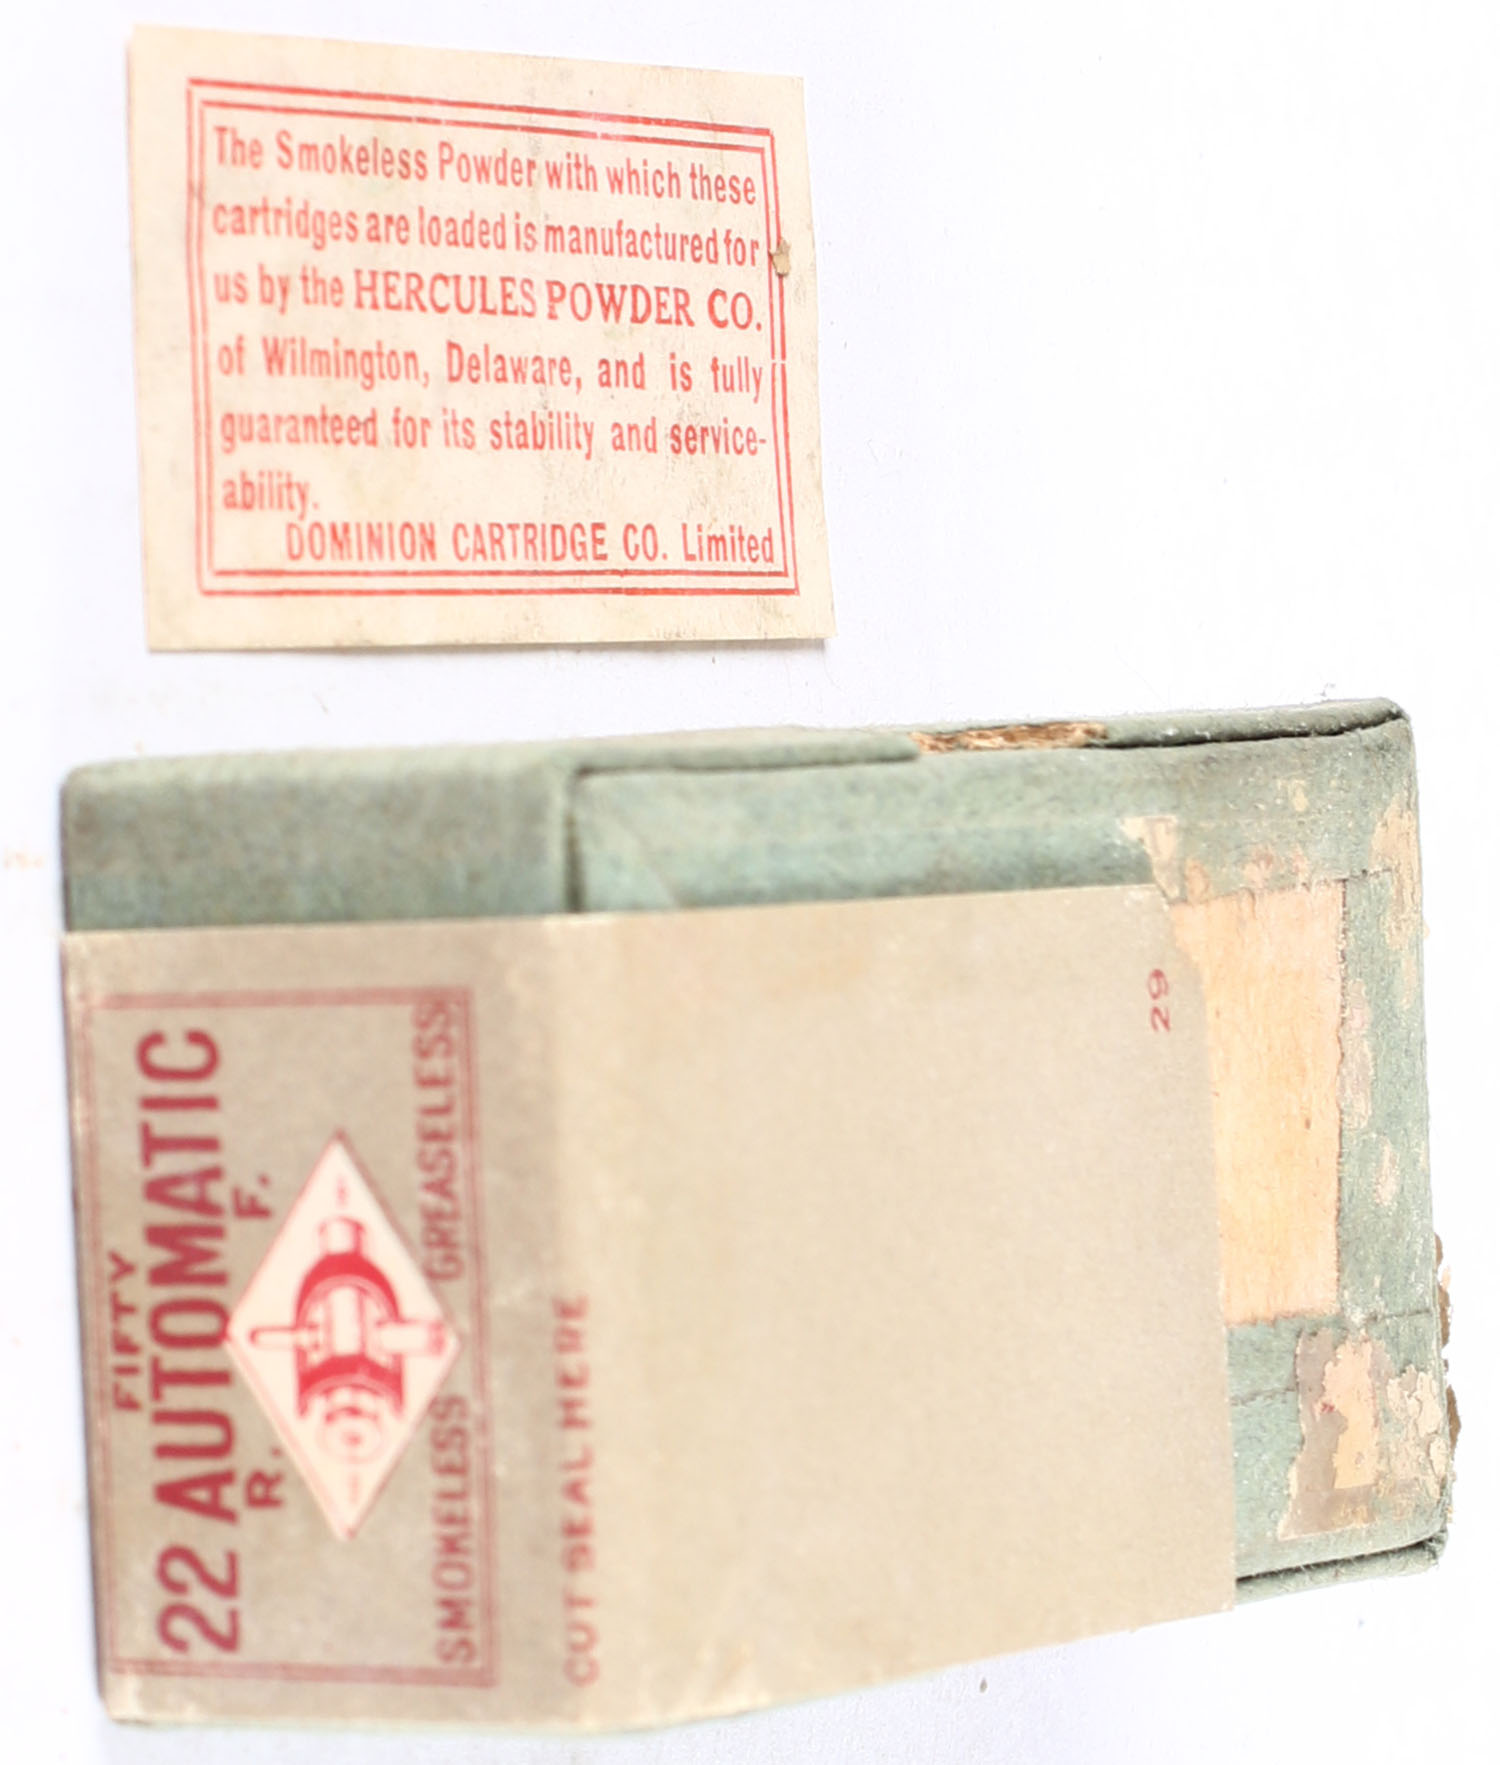 The Smokeless Powder with which these
cartridges are loaded is manufactured for
us by the HERCULES POWDER CO.
of Wilmington, Delaware, and is fully
guaranteed for its stability and service-
ability.
DOMINION CARTRIDGE CO. Limited
FIFTY
22 AUTOMATIC
R. F.
SMOKELESS GREASELESS
CUT SEAL HERE
29